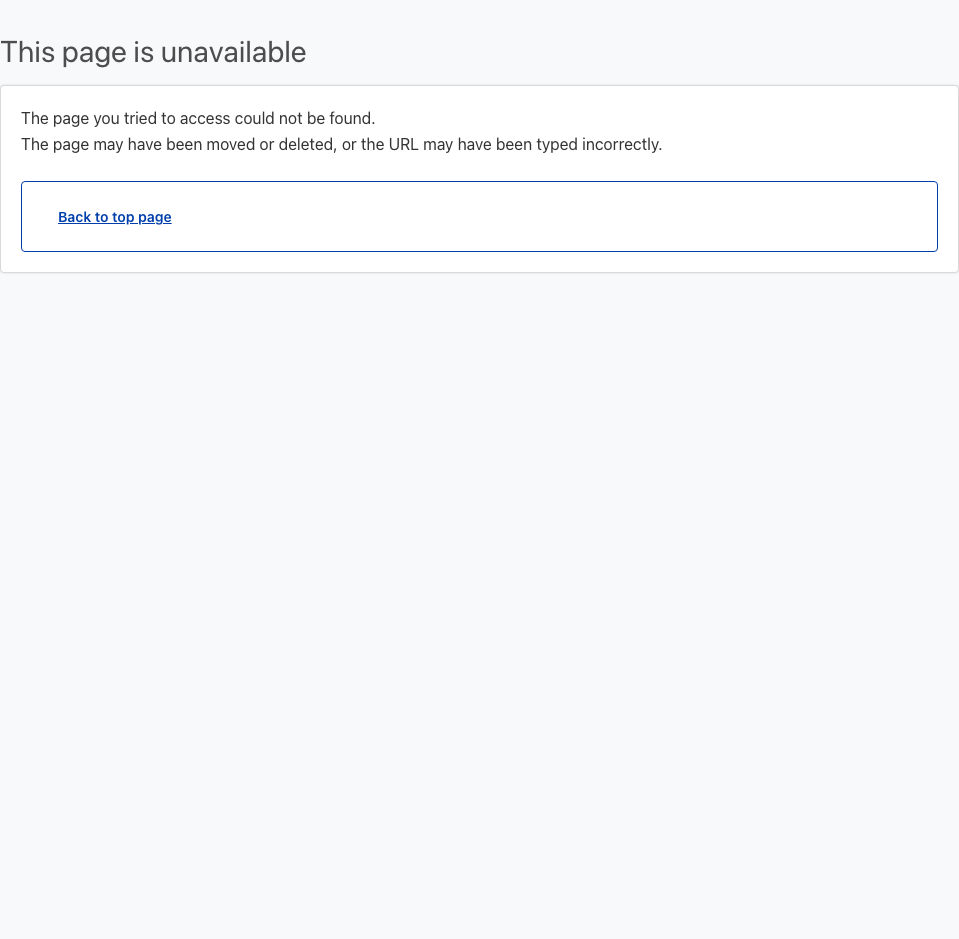 This page is unavailable
The page you tried to access could not be found.
The page may have been moved or deleted, or the URL may have been typed incorrectly.
Back to top page